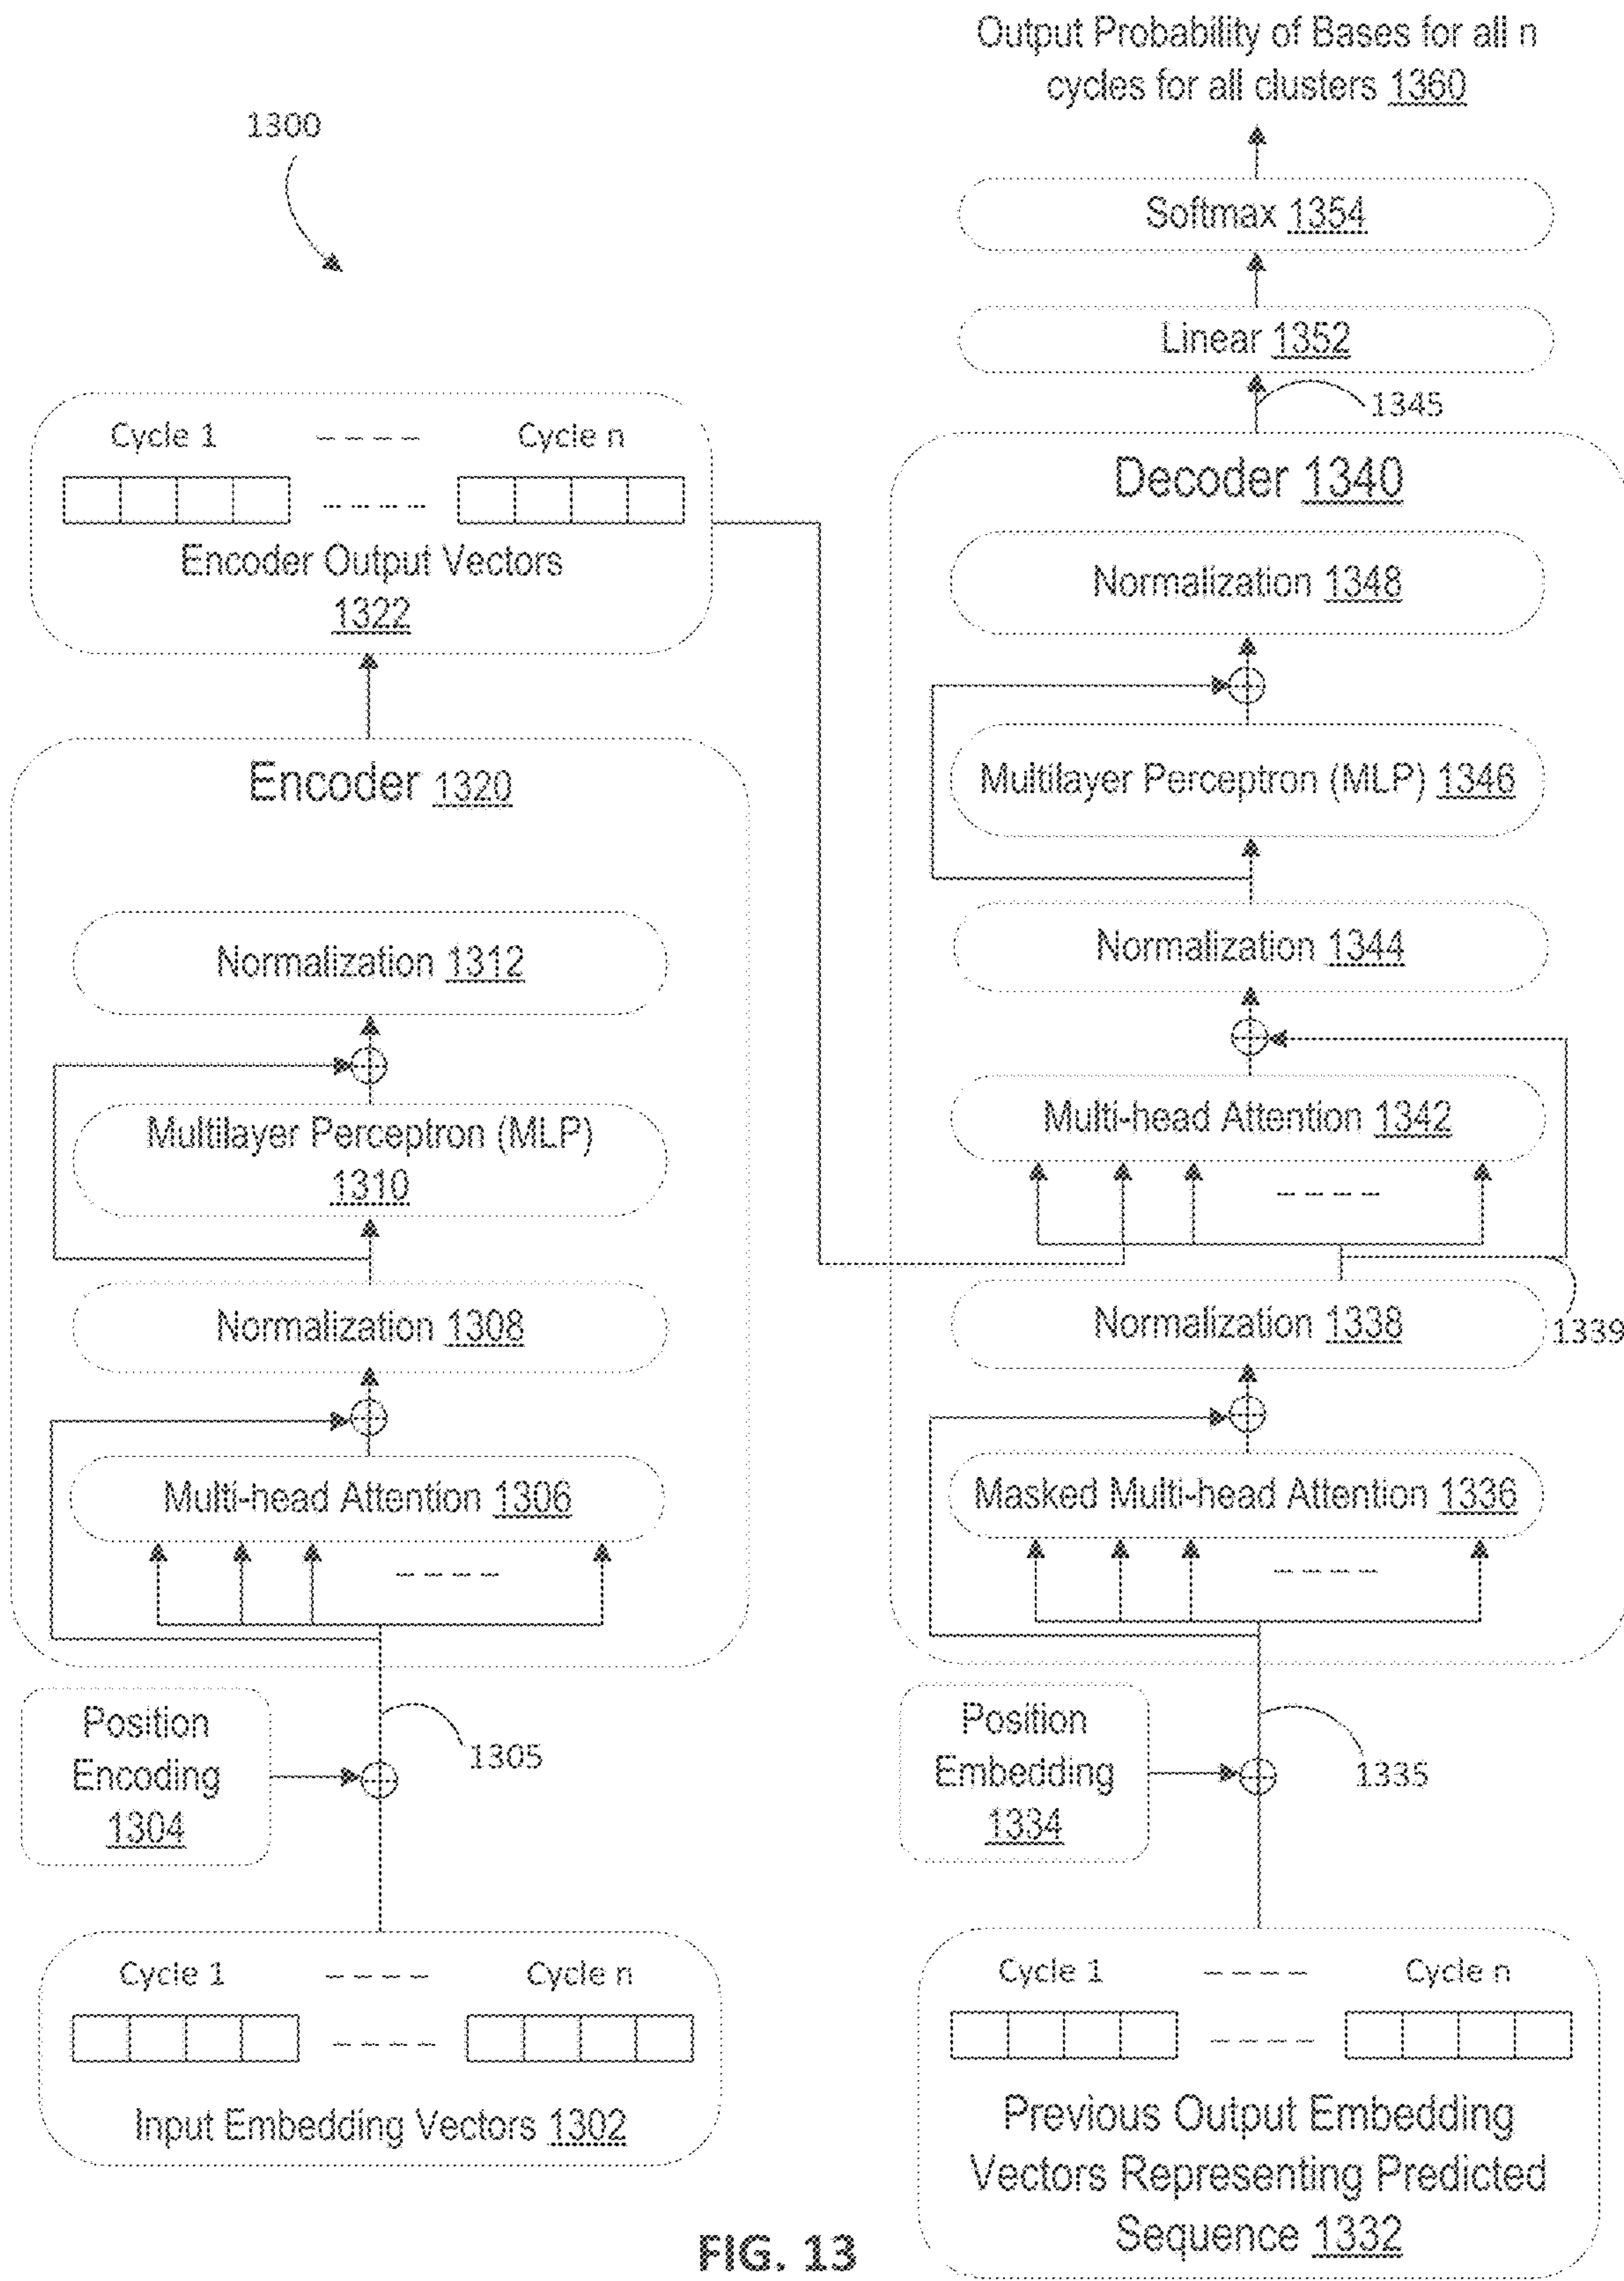 1300
Cycle 1 – – – – Cycle n
Encoder Output Vectors
1322
Encoder 1320
Normalization 1312
Multilayer Perceptron (MLP)
1310
Normalization 1308
Multi-head Attention 1306
Position
Encoding
1304
1305
Cycle 1 – – – – Cycle n
Input Embedding Vectors 1302
Output Probability of Bases for all n
cycles for all clusters 1360
Softmax 1354
Linear 1352
1345
Decoder 1340
Normalization 1348
Multilayer Perceptron (MLP) 1346
Normalization 1344
Multi-head Attention 1342
Normalization 1338
1339
Masked Multi-head Attention 1336
Position
Embedding
1334
1335
Cycle 1 – – – – Cycle n
Previous Output Embedding
Vectors Representing Predicted
Sequence 1332
FIG. 13